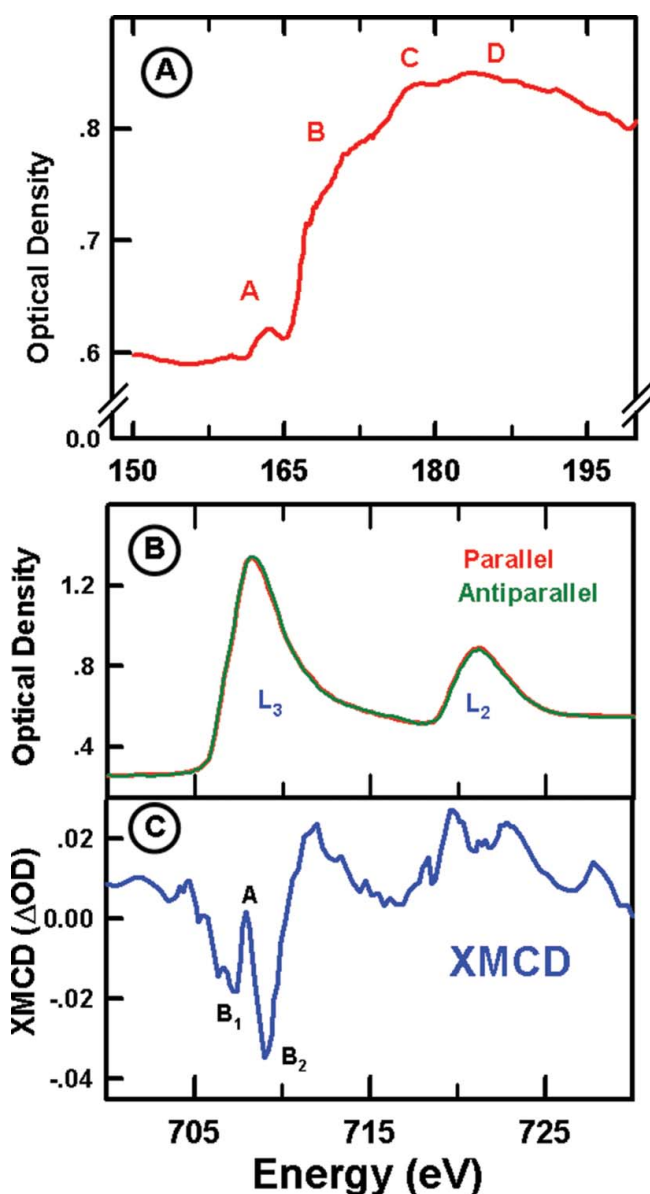 A
C
D
B
A
.8
.7
.6
0.0
Optical Density
150 165 180 195
B
Parallel
Antiparallel
1.2
.8
.4
Optical Density
L3 L2
C
.02
0.00
-.02
-.04
XMCD (ΔOD)
A
B1
B2
XMCD
705 715 725
Energy (eV)